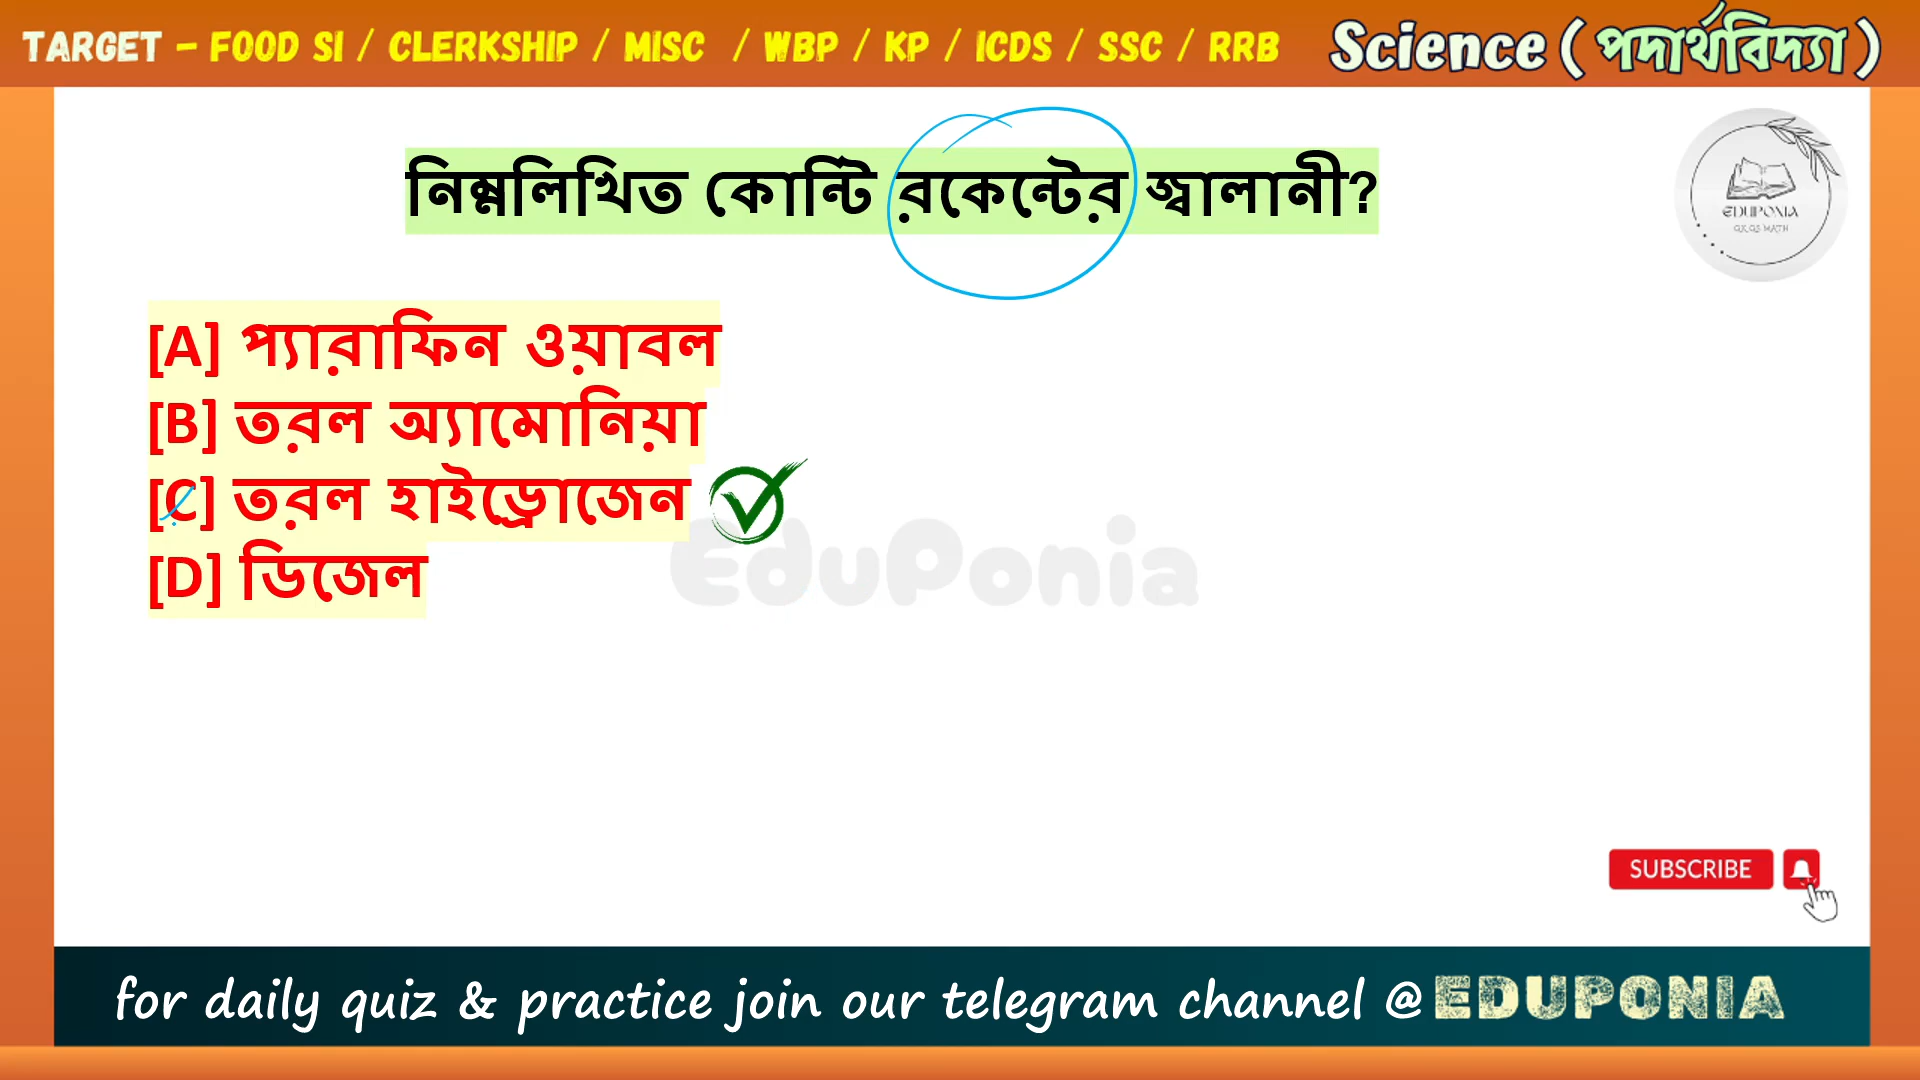 TARGET - FOOD SI / CLERKSHIP / MISC / WBP / KP / ICDS / SSC / RRB
Science ( পদার্থবিদ্যা )
নিম্নলিখিত কোন্টি রকেন্টের জ্বালানী?
EDUPONIA
GK GS MATH
[A] প্যারাফিন ওয়াবল
[B] তরল অ্যামোনিয়া
[C] তরল হাইড্রোজেন
[D] ডিজেল
EduPonia
SUBSCRIBE
for daily quiz & practice join our telegram channel @ EDUPONIA